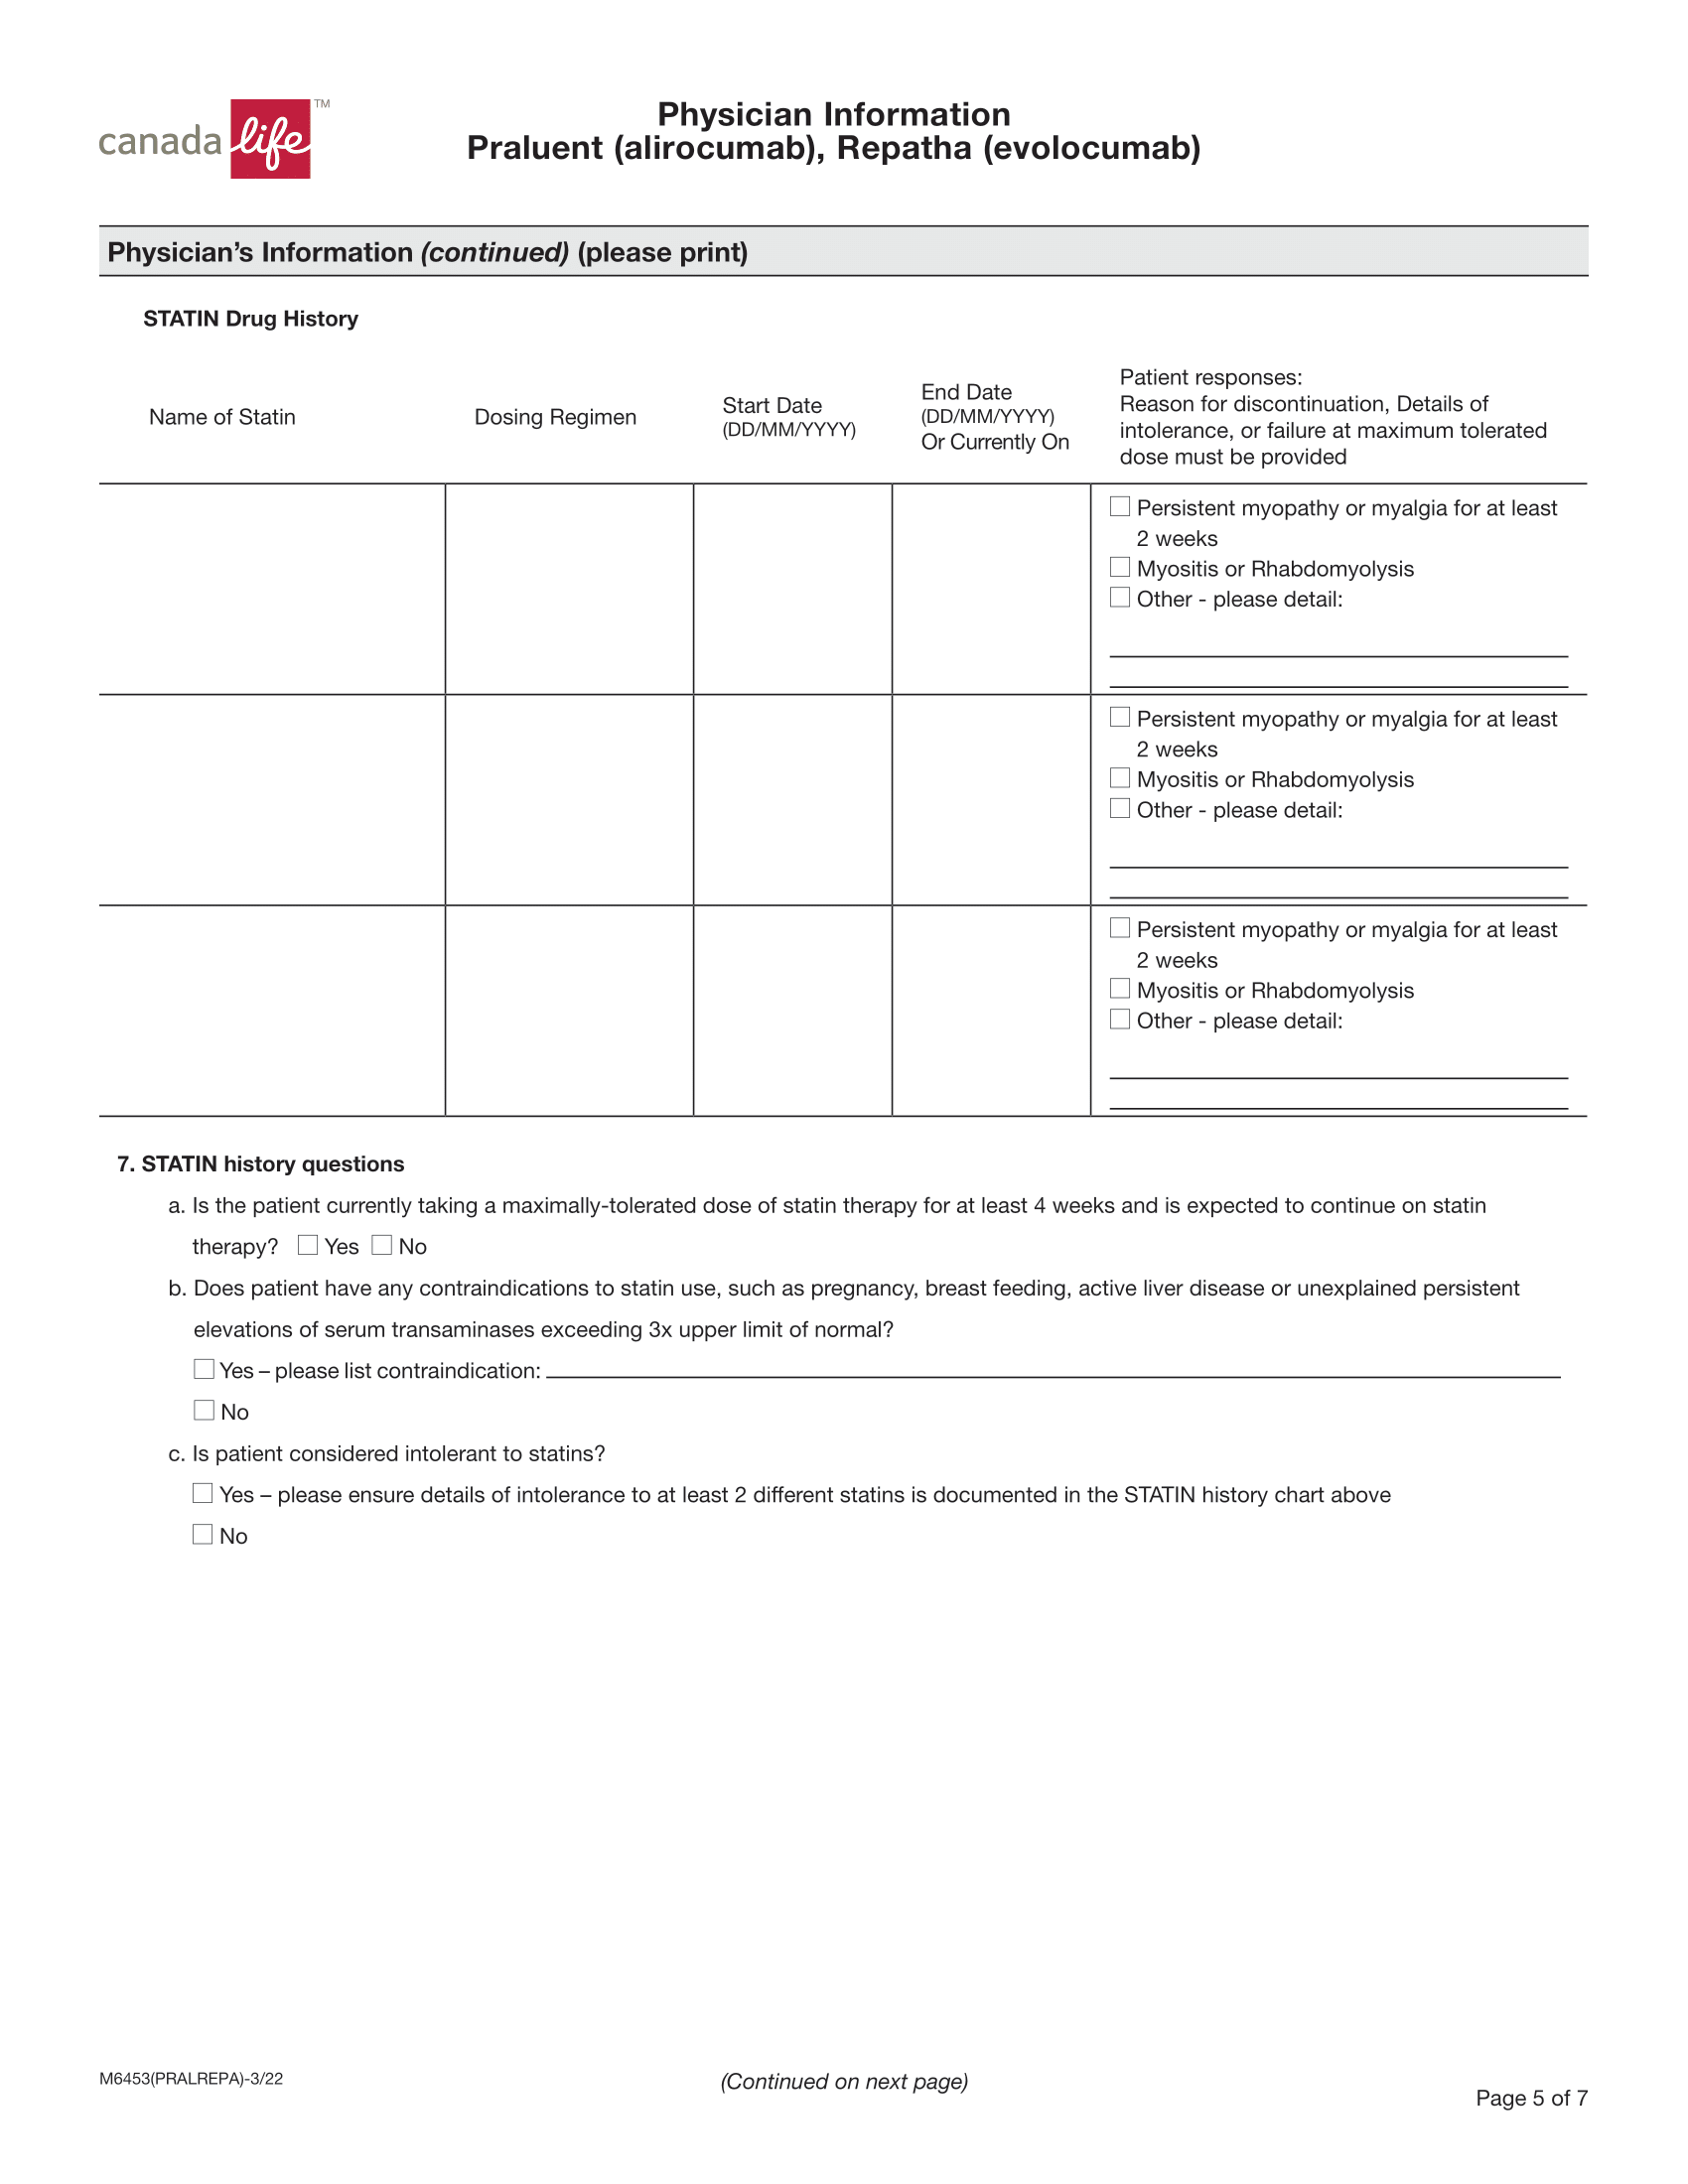 canada life™
Physician Information
Praluent (alirocumab), Repatha (evolocumab)
Physician's Information (continued) (please print)
STATIN Drug History
Name of Statin
Dosing Regimen
Start Date
(DD/MM/YYYY)
End Date
(DD/MM/YYYY)
Or Currently On
Patient responses:
Reason for discontinuation, Details of
intolerance, or failure at maximum tolerated
dose must be provided
Persistent myopathy or myalgia for at least
2 weeks
Myositis or Rhabdomyolysis
Other - please detail:
Persistent myopathy or myalgia for at least
2 weeks
Myositis or Rhabdomyolysis
Other - please detail:
Persistent myopathy or myalgia for at least
2 weeks
Myositis or Rhabdomyolysis
Other - please detail:
7. STATIN history questions
a. Is the patient currently taking a maximally-tolerated dose of statin therapy for at least 4 weeks and is expected to continue on statin
therapy? Yes No
b. Does patient have any contraindications to statin use, such as pregnancy, breast feeding, active liver disease or unexplained persistent
elevations of serum transaminases exceeding 3x upper limit of normal?
Yes – please list contraindication:
No
c. Is patient considered intolerant to statins?
Yes – please ensure details of intolerance to at least 2 different statins is documented in the STATIN history chart above
No
M6453(PRALREPA)-3/22
(Continued on next page)
Page 5 of 7